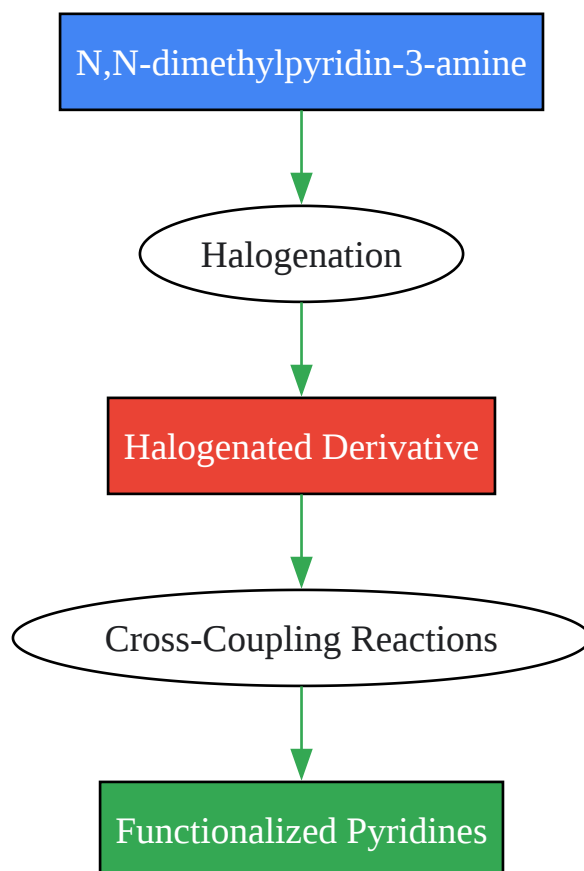 N,N-dimethylpyridin-3-amine
Halogenation
Halogenated Derivative
Cross-Coupling Reactions
Functionalized Pyridines